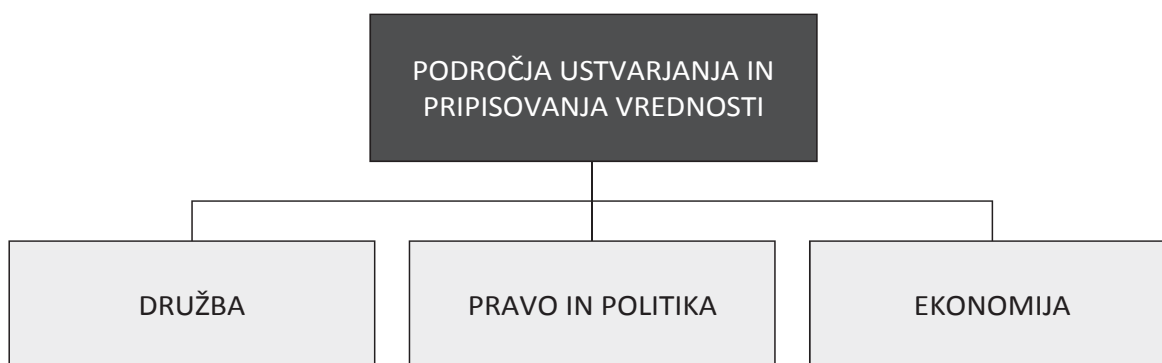 PODROČJA USTVARJANJA IN
PRIPISOVANJA VREDNOSTI
DRUŽBA
PRAVO IN POLITIKA
EKONOMIJA